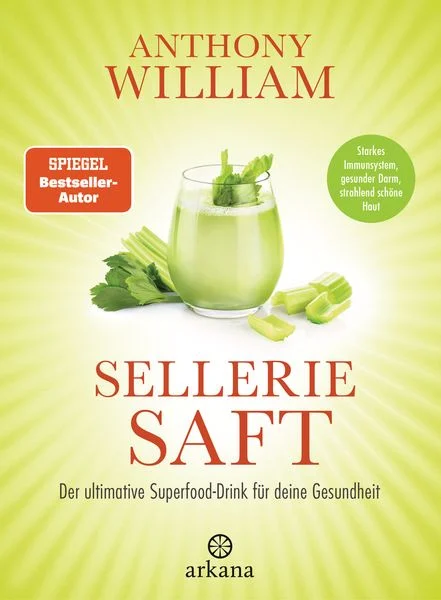 ANTHONY
WILLIAM
SPIEGEL
Bestseller-
Autor
Starkes
Immunsystem,
gesunder Darm,
strahlend schöne
Haut
SELLERIE
SAFT
Der ultimative Superfood-Drink für deine Gesundheit
arkana